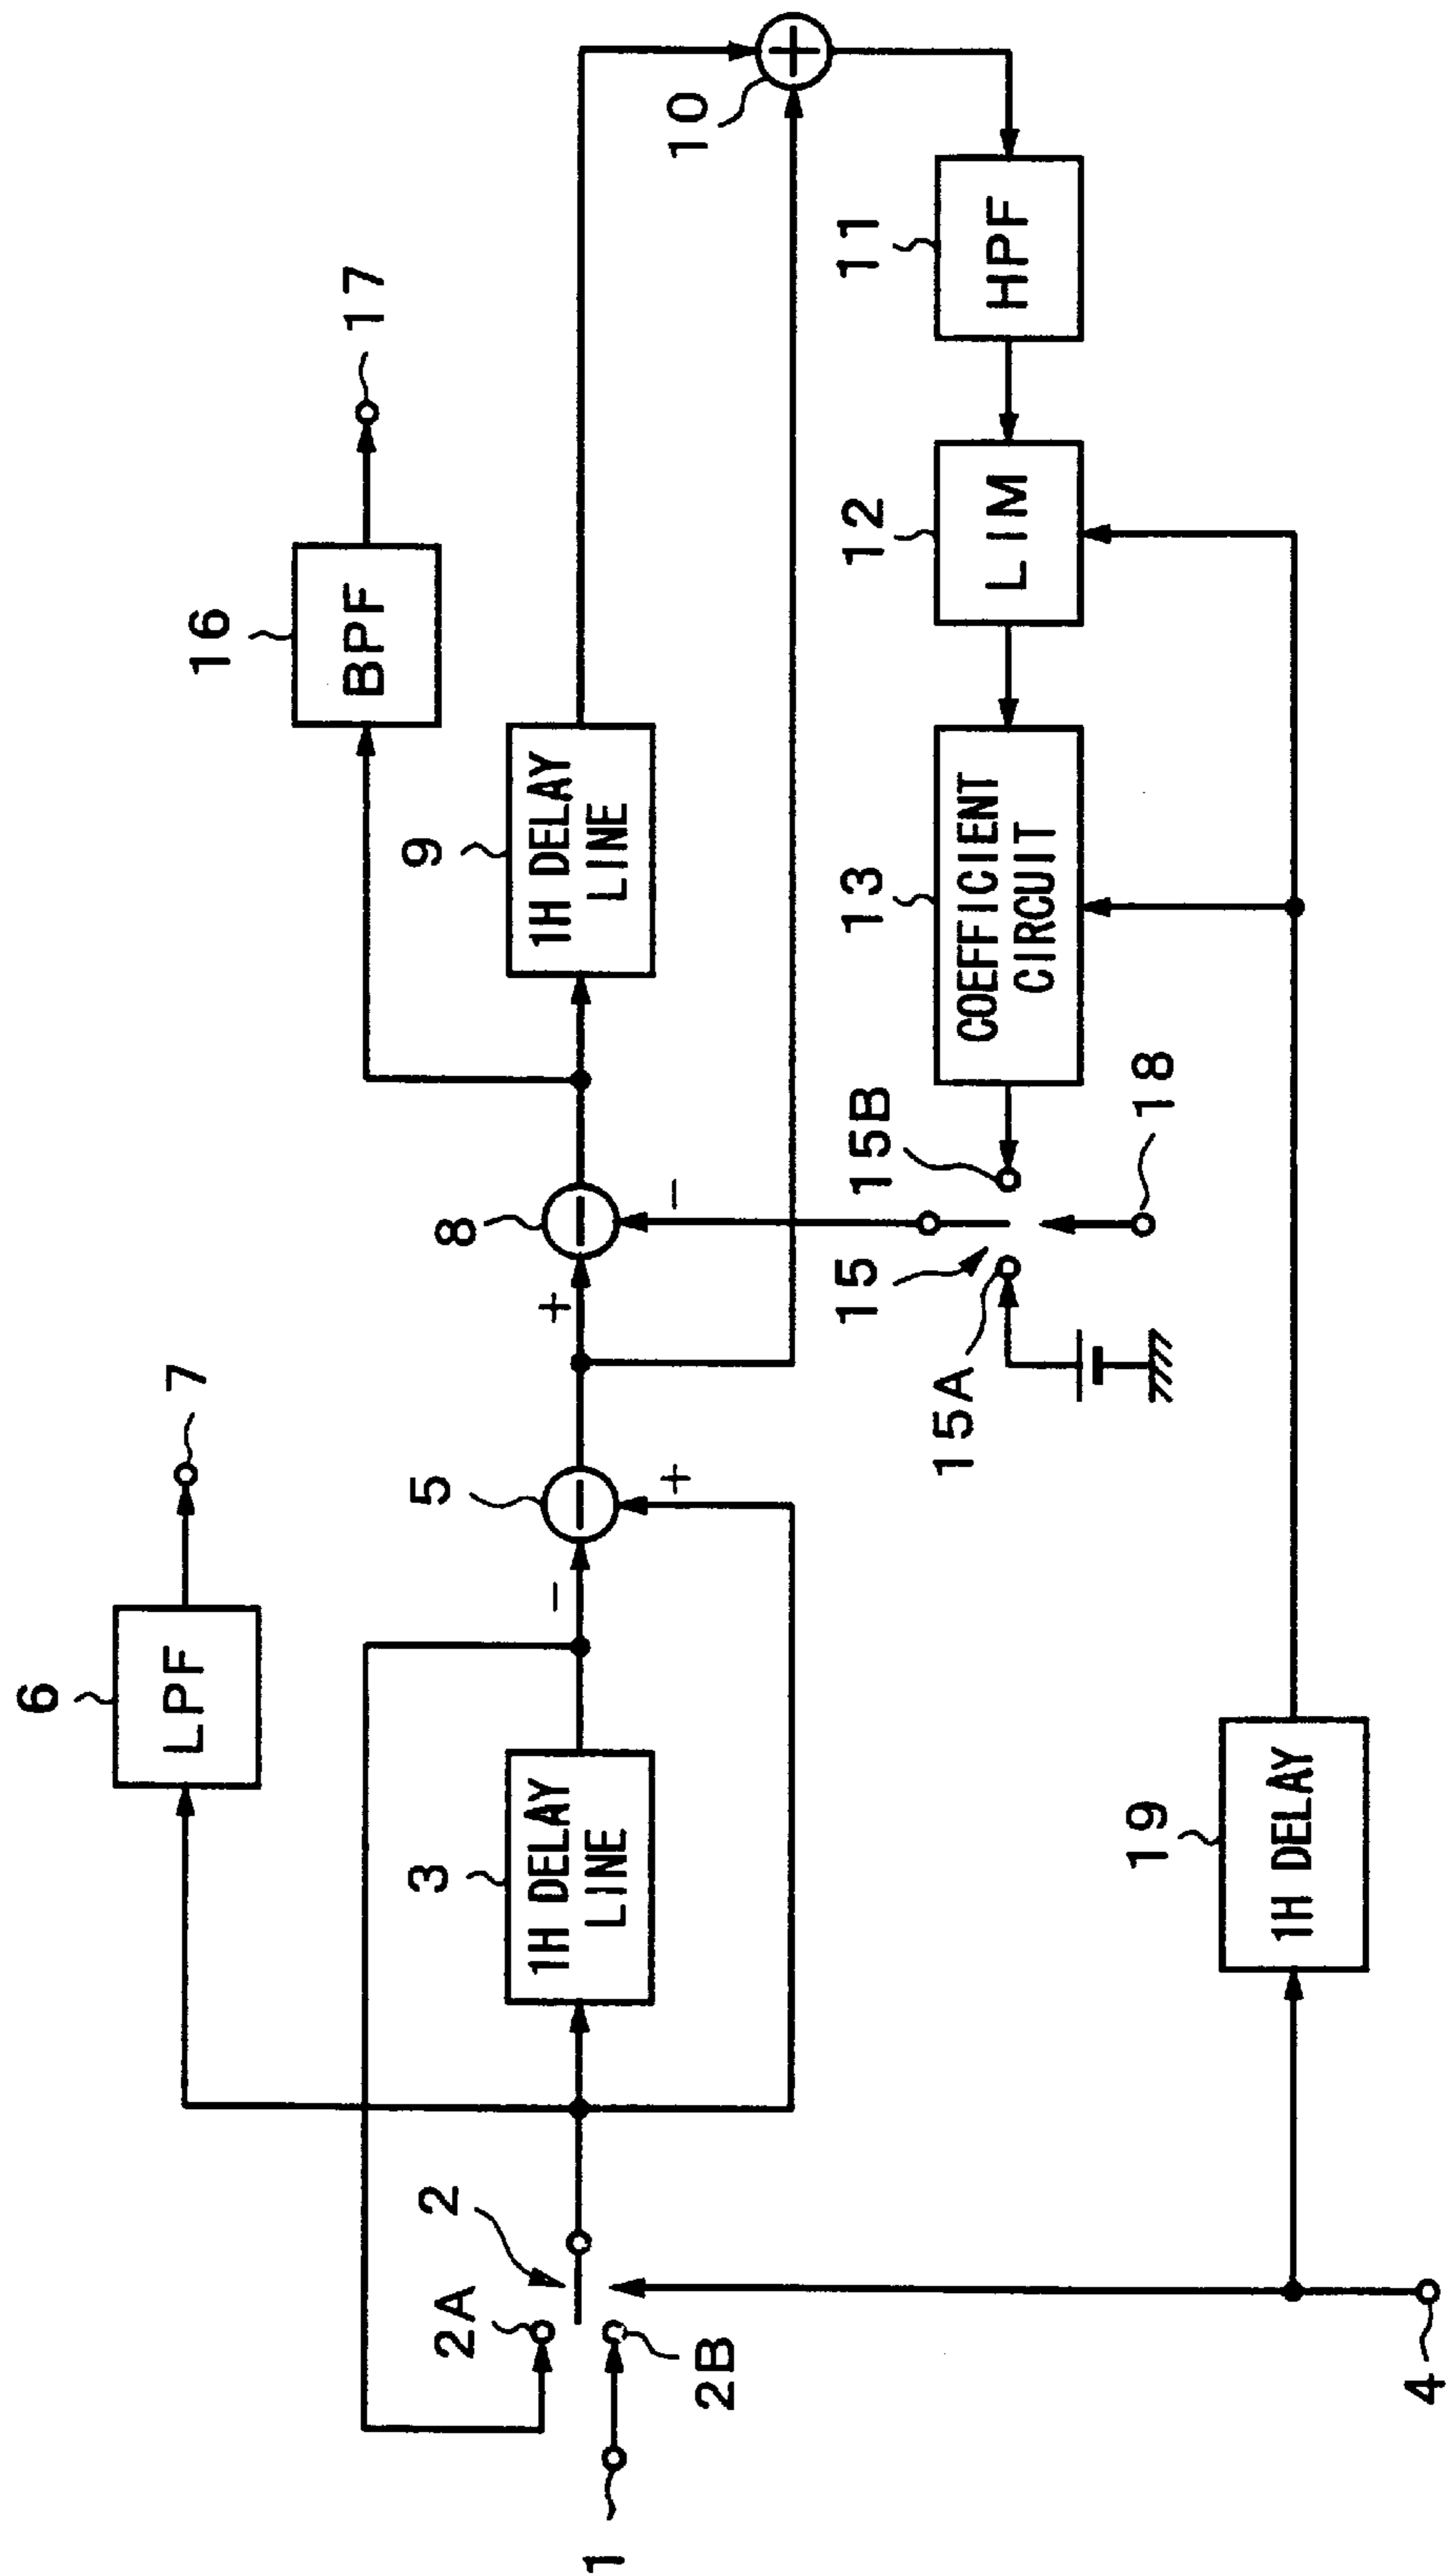 6
LPF
7
16
BPF
17
3
1H DELAY
LINE
5
−
+
8
+
−
9
1H DELAY
LINE
10
2A
2
2B
1
15A
15
15B
18
13
COEFFICIENT
CIRCUIT
12
LIM
11
HPF
19
1H DELAY
4